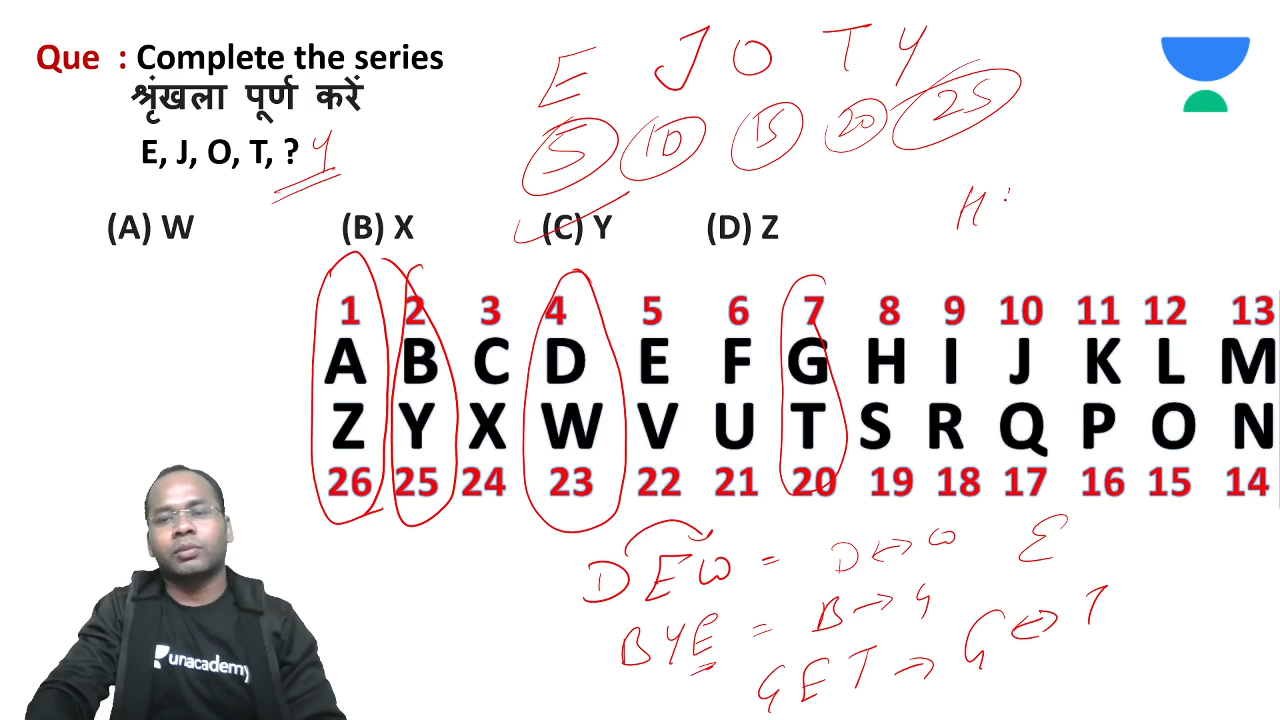 Que : Complete the series
श्रृंखला पूर्ण करें
E, J, O, T, ? Y
E J O T Y
5 10 15 20 25
H
(A) W (B) X (C) Y (D) Z
1 2 3 4 5 6 7 8 9 10 11 12 13
A B C D E F G H I J K L M
Z Y X W V U T S R Q P O N
26 25 24 23 22 21 20 19 18 17 16 15 14
DEW = D ↔ W E
BYE = B → Y
GET → G ↔ T
unacademy